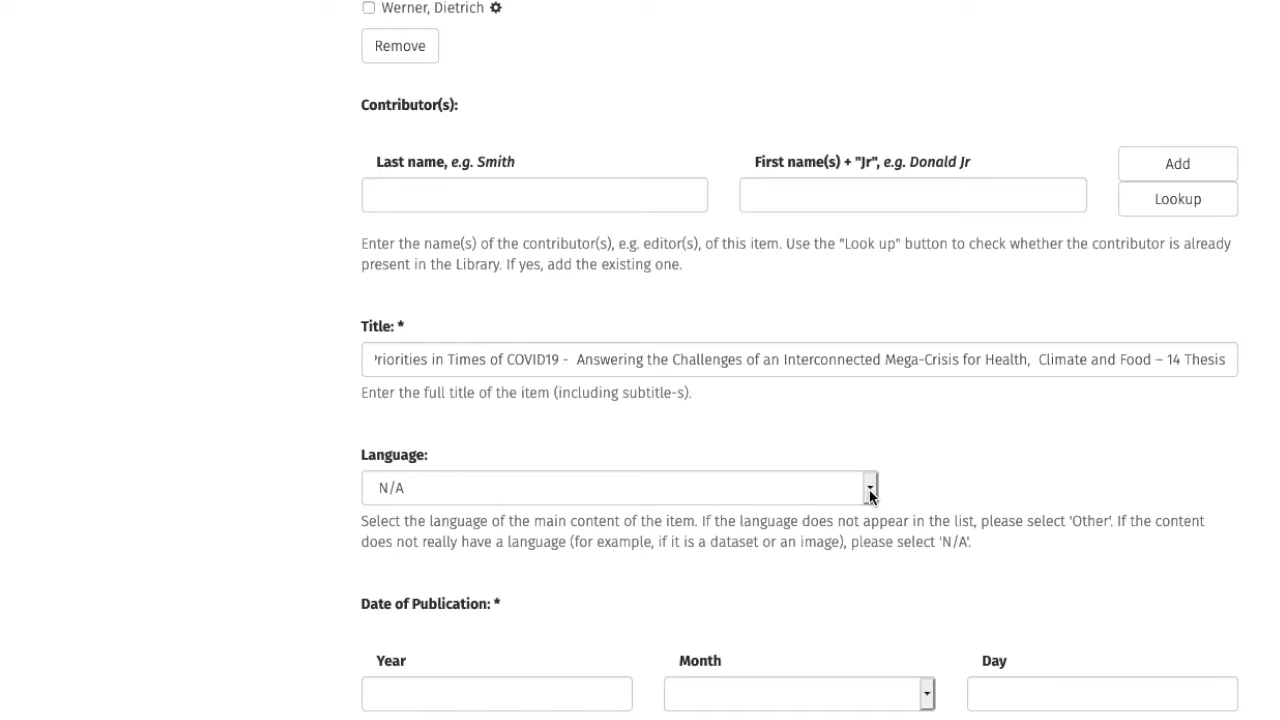 Werner, Dietrich
Remove
Contributor(s):
Last name, e.g. Smith
First name(s) + "Jr", e.g. Donald Jr
Add
Lookup
Enter the name(s) of the contributor(s), e.g. editor(s), of this item. Use the "Look up" button to check whether the contributor is already
present in the Library. If yes, add the existing one.
Title: *
riorities in Times of COVID19 -  Answering the Challenges of an Interconnected Mega-Crisis for Health,  Climate and Food – 14 Thesis
Enter the full title of the item (including subtitle-s).
Language:
N/A
Select the language of the main content of the item. If the language does not appear in the list, please select 'Other'. If the content
does not really have a language (for example, if it is a dataset or an image), please select 'N/A'.
Date of Publication: *
Year
Month
Day